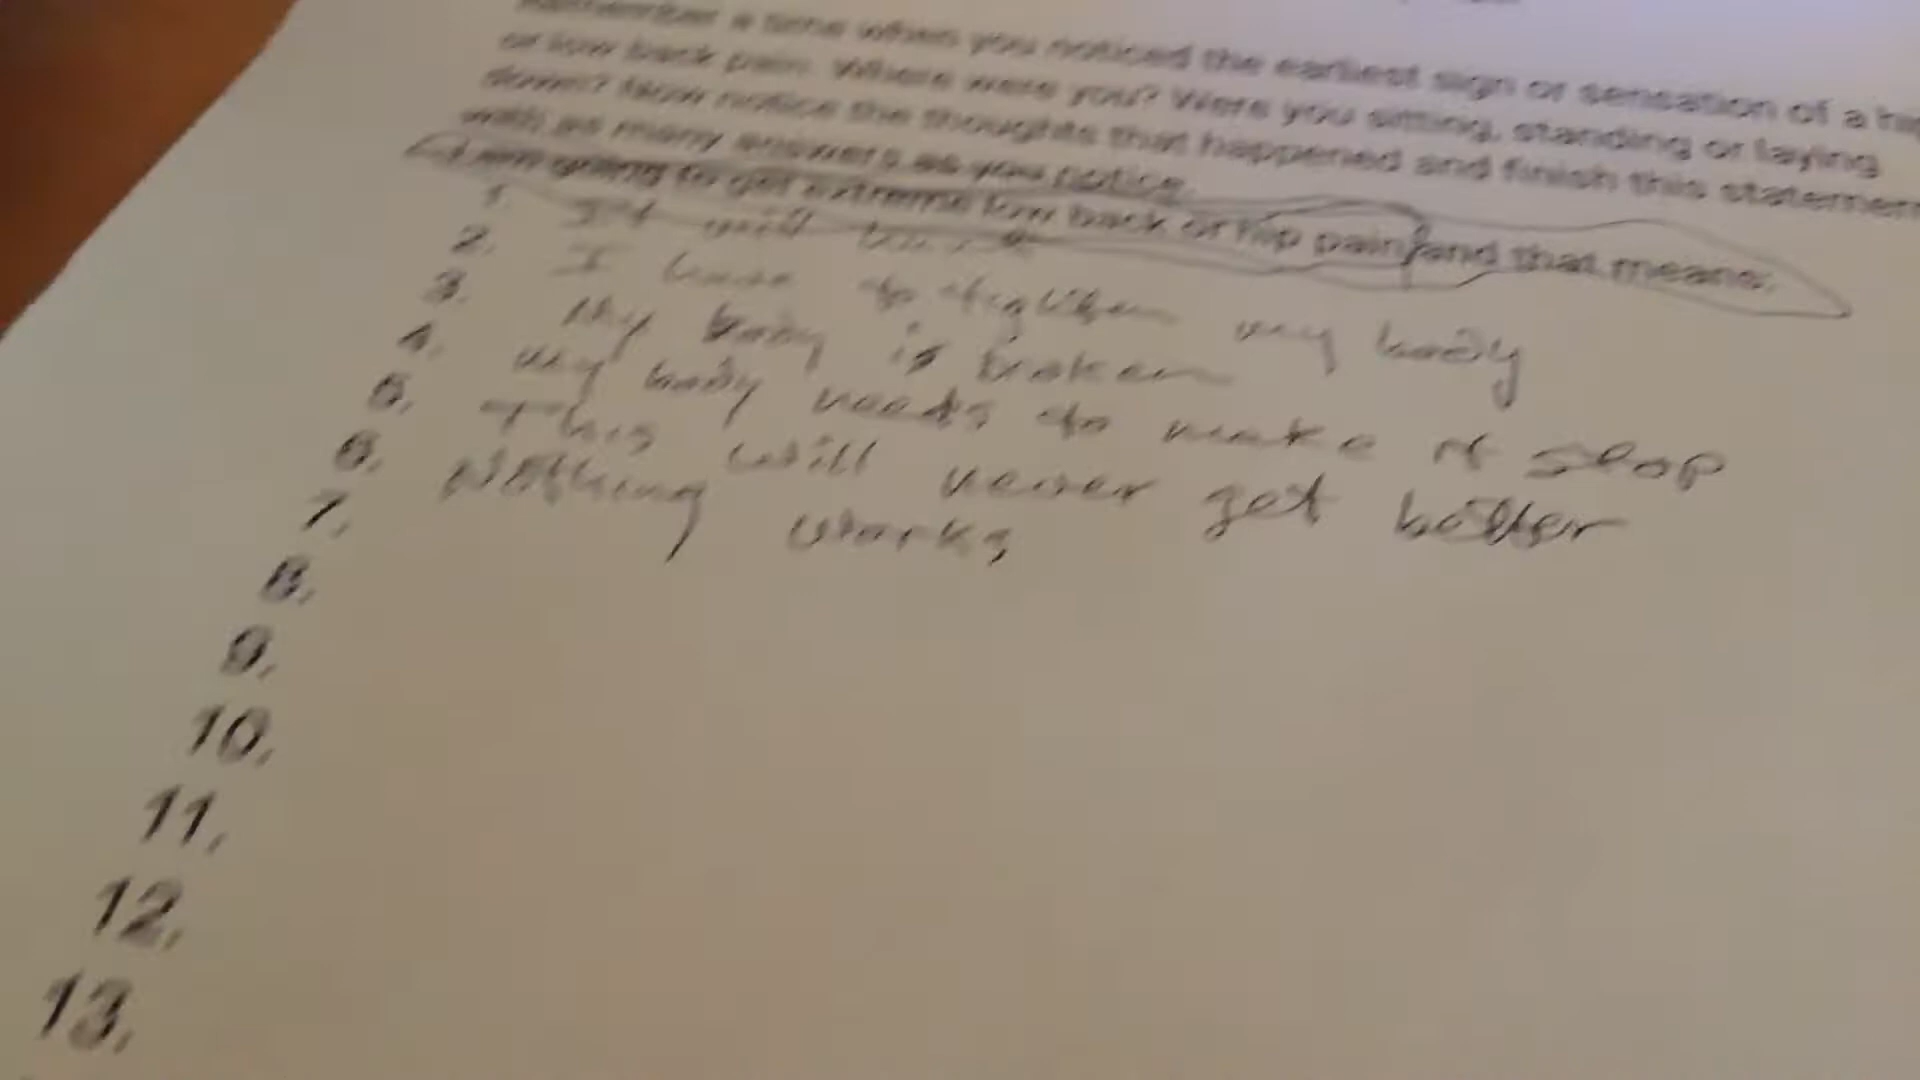 Remember a time when you noticed the earliest sign or sensation of a hip
or low back pain. Where were you? Were you sitting, standing or laying
down? Now notice the thoughts that happened and finish this statement
with as many answers as you notice.
I am going to get extreme low back or hip pain and that means:
1. It will
2. I have to tighten my body
3. My body is broken
4. My body needs to make it stop
5. This will never get better
6. Nothing works
7.
8.
9.
10.
11.
12.
13.